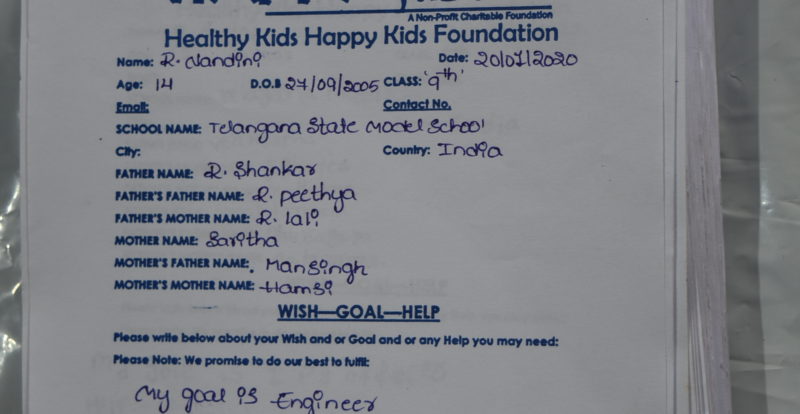 A Non-Profit Charitable Foundation
Healthy Kids Happy Kids Foundation
Name: R. Nandini Date: 20/01/2020
Age: 14 D.O.B 27/09/2005 CLASS: '9th'
Email: Contact No.
SCHOOL NAME: Telangana State Model School
City: Country: India
FATHER NAME: R. Shankar
FATHER'S FATHER NAME: R. peethya
FATHER'S MOTHER NAME: R. lali
MOTHER NAME: Saritha
MOTHER'S FATHER NAME: Mansingh
MOTHER'S MOTHER NAME: Hamsi
WISH—GOAL—HELP
Please write below about your Wish and or Goal and or any Help you may need:
Please Note: We promise to do our best to fulfil:
My goal is Engineer